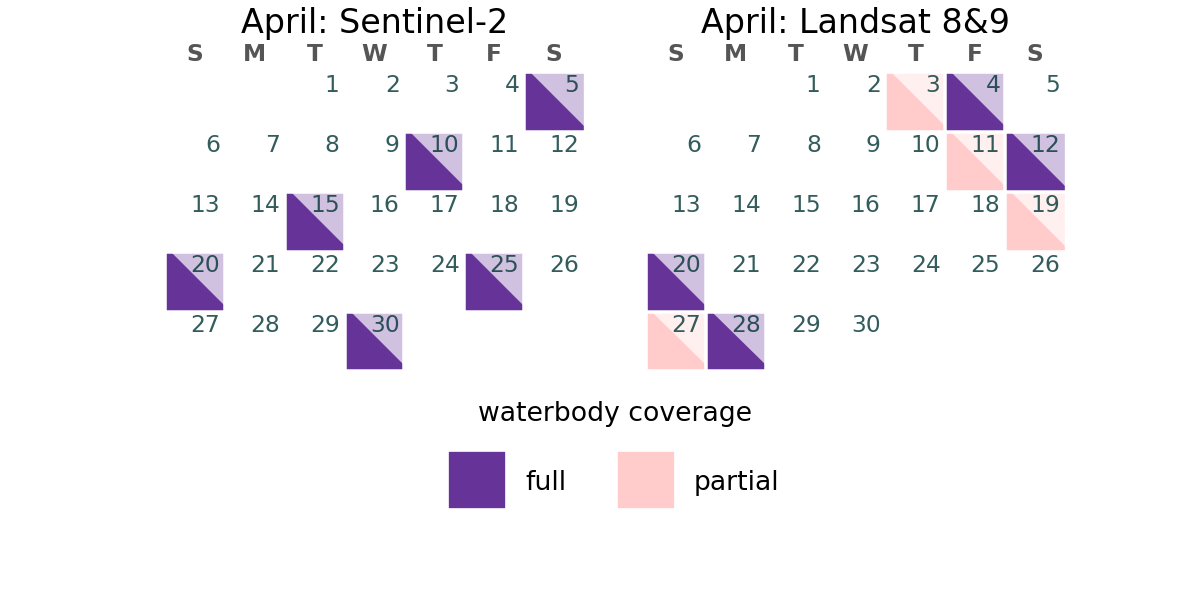 April: Sentinel-2
S M T W T F S
1 2 3 4 5
6 7 8 9 10 11 12
13 14 15 16 17 18 19
20 21 22 23 24 25 26
27 28 29 30
April: Landsat 8&9
S M T W T F S
1 2 3 4 5
6 7 8 9 10 11 12
13 14 15 16 17 18 19
20 21 22 23 24 25 26
27 28 29 30
waterbody coverage
full
partial